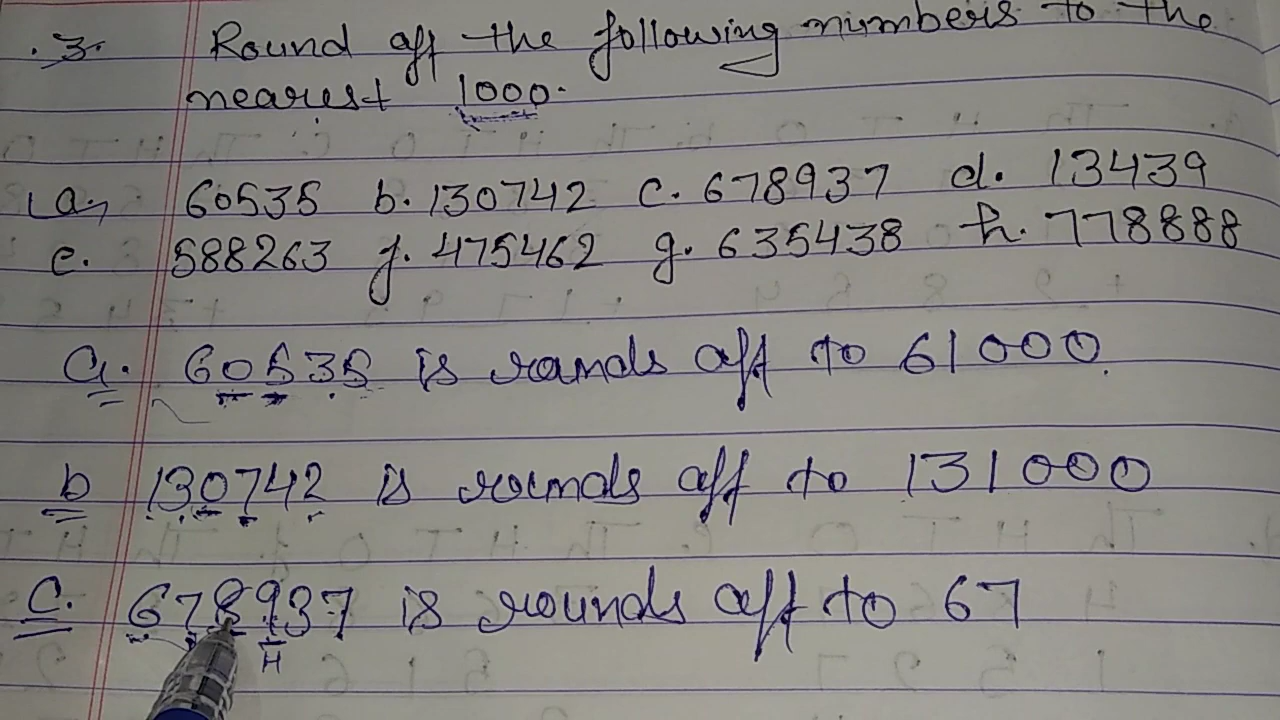 .3. Round off the following numbers to the
nearest 1000.
a, 60535 b. 130742 c. 678937 d. 13439
e. 588263 f. 475462 g. 635438 h. 778888
a. 60535 is rounds off to 61000.
b 130742 is rounds off to 131000
C. 678937 is rounds off to 67
H